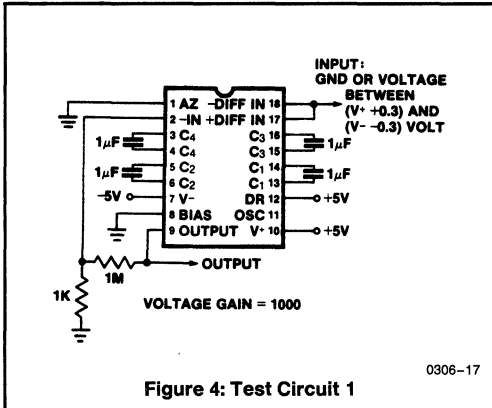 INPUT:
GND OR VOLTAGE
BETWEEN
(V+ +0.3) AND
(V- -0.3) VOLT
1 AZ -DIFF IN 18
2 -IN +DIFF IN 17
3 C4 C3 16
4 C4 C3 15
5 C2 C1 14
6 C2 C1 13
7 V- DR 12
8 BIAS OSC 11
9 OUTPUT V+ 10
1µF
1µF
-5V
1µF
1µF
+5V
+5V
1M
OUTPUT
1K
VOLTAGE GAIN = 1000
0306-17
Figure 4: Test Circuit 1